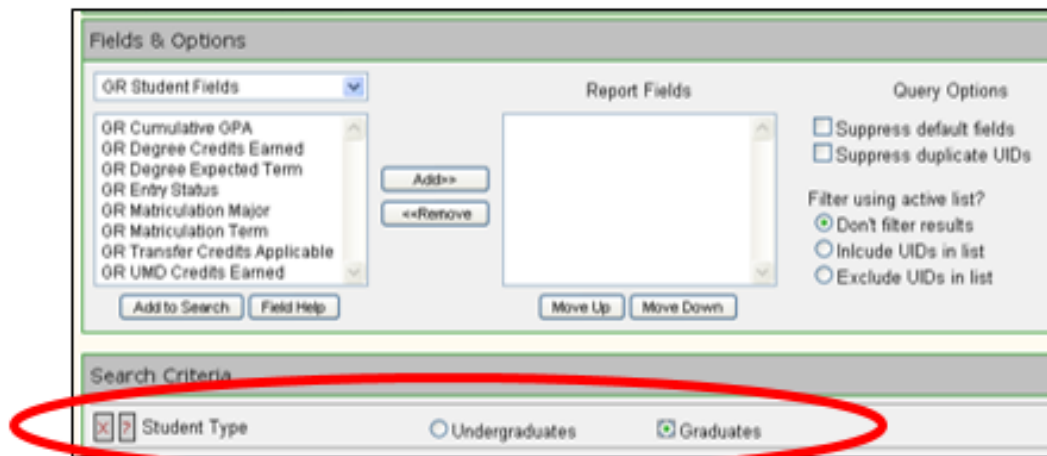 Fields & Options
GR Student Fields
Report Fields
Query Options
GR Cumulative GPA
GR Degree Credits Earned
GR Degree Expected Term
GR Entry Status
GR Matriculation Major
GR Matriculation Term
GR Transfer Credits Applicable
GR UMD Credits Earned
Add>>
<<Remove
Suppress default fields
Suppress duplicate UIDs
Filter using active list?
Don't filter results
Inlcude UIDs in list
Exclude UIDs in list
Add to Search Field Help
Move Up Move Down
Search Criteria
X ? Student Type Undergraduates Graduates